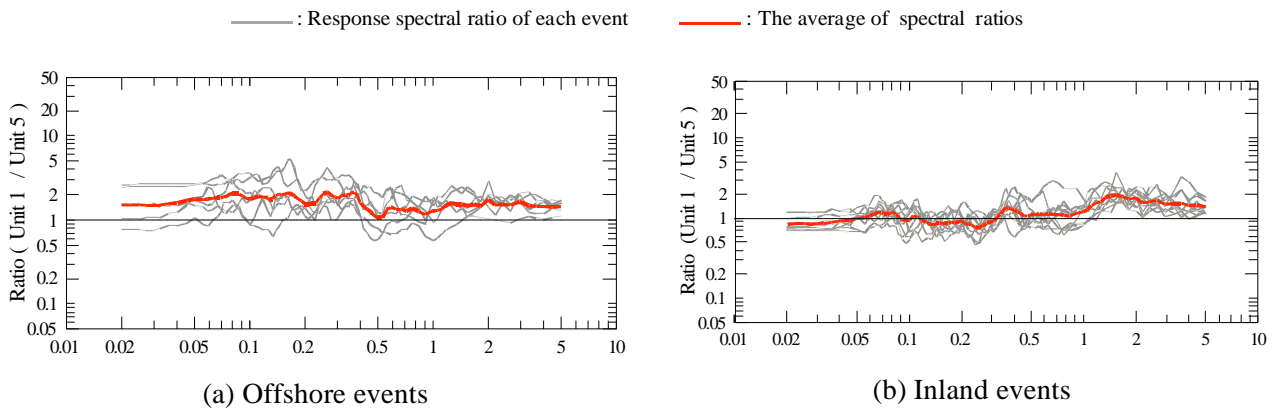 : Response spectral ratio of each event
: The average of spectral ratios
Ratio ( Unit 1 / Unit 5 )
50
20
10
5
2
1
0.5
0.2
0.1
0.05
0.01 0.02 0.05 0.1 0.2 0.5 1 2 5 10
(a) Offshore events
Ratio (Unit 1 / Unit 5 )
50
20
10
5
2
1
0.5
0.2
0.1
0.05
0.01 0.02 0.05 0.1 0.2 0.5 1 2 5 10
(b) Inland events